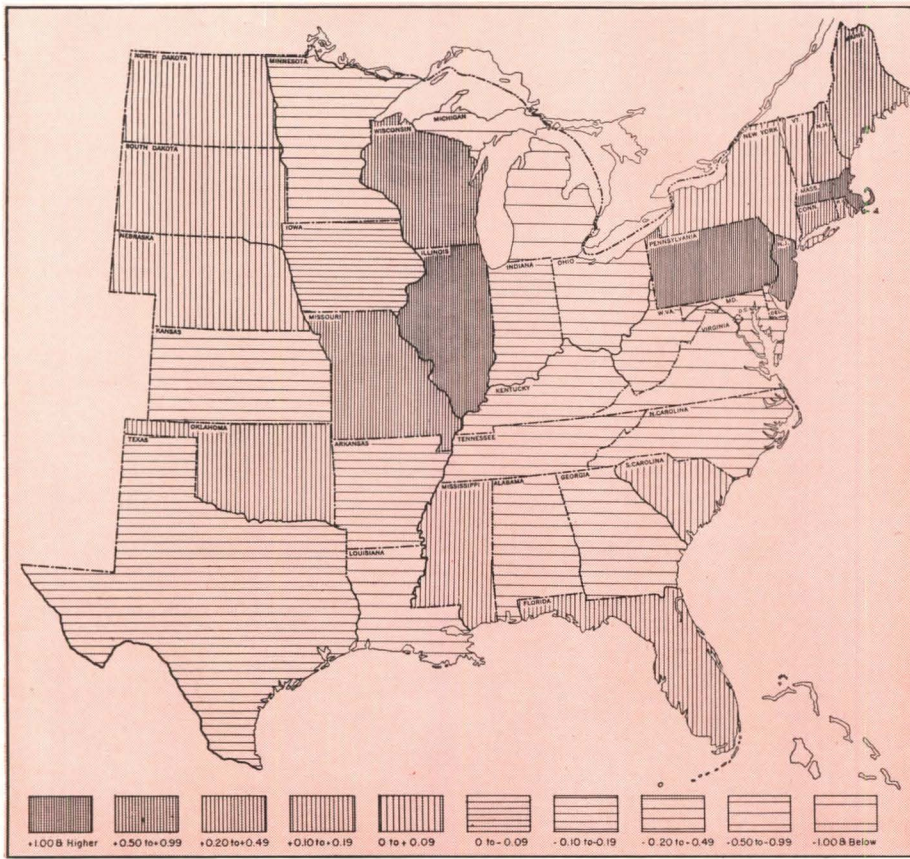 MAINE
NORTH DAKOTA
MINNESOTA
MICHIGAN
WISCONSIN
VT.
N.H.
NEW YORK
SOUTH DAKOTA
MASS.
CONN.
IOWA
NEBRASKA
ILLINOIS
PENNSYLVANIA
N.J.
INDIANA
OHIO
MD.
W.VA.
D.C.
DEL.
MISSOURI
VIRGINIA
KANSAS
KENTUCKY
N.CAROLINA
OKLAHOMA
TEXAS
ARKANSAS
TENNESSEE
S.CAROLINA
MISSISSIPPI
ALABAMA
GEORGIA
LOUISIANA
FLORIDA
+1.00 & Higher
+0.50 to+0.99
+0.20 to+0.49
+0.10 to+0.19
0 to + 0.09
0 to - 0.09
- 0.10 to-0.19
- 0.20 to -0.49
-0.50 to-0.99
-1.00 & Below